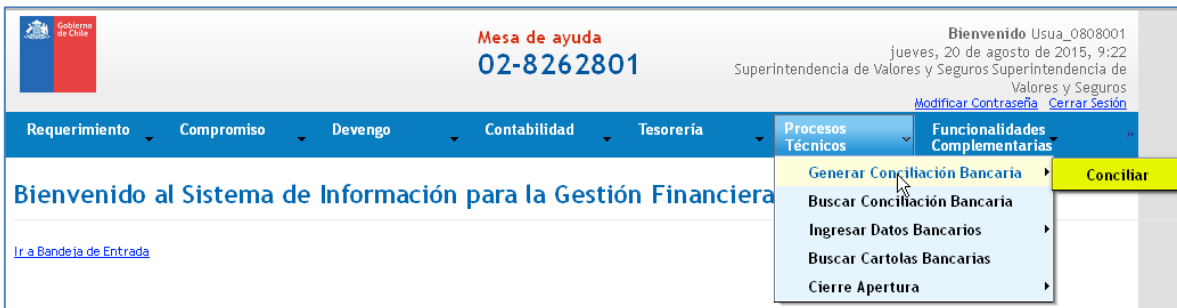 Gobierno
de Chile
Mesa de ayuda
02-8262801
Bienvenido Usua_0808001
jueves, 20 de agosto de 2015, 9:22
Superintendencia de Valores y Seguros Superintendencia de
Valores y Seguros
Modificar Contraseña Cerrar Sesión
Requerimiento Compromiso Devengo Contabilidad Tesorería Procesos
Técnicos Funcionalidades
Complementarias »
Bienvenido al Sistema de Información para la Gestión Financiera
Ir a Bandeja de Entrada
Generar Conciliación Bancaria Conciliar
Buscar Conciliación Bancaria
Ingresar Datos Bancarios
Buscar Cartolas Bancarias
Cierre Apertura